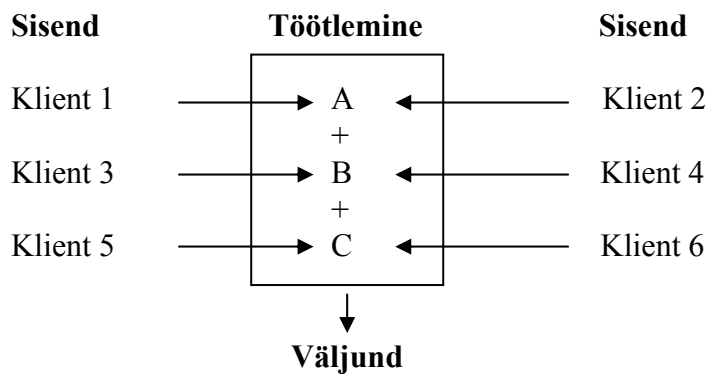 Sisend Töötlemine Sisend
Klient 1 A Klient 2
+
Klient 3 B Klient 4
+
Klient 5 C Klient 6
Väljund